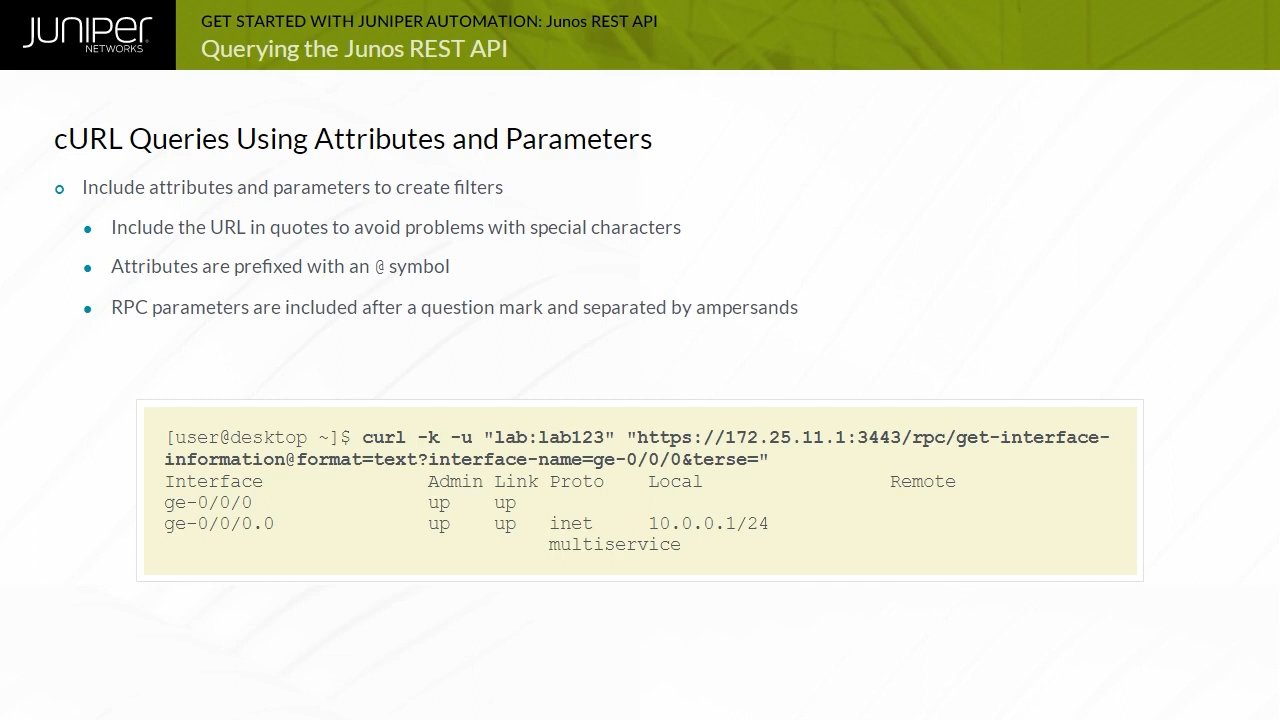 JUNIPER
NETWORKS
GET STARTED WITH JUNIPER AUTOMATION: Junos REST API
Querying the Junos REST API
cURL Queries Using Attributes and Parameters
Include attributes and parameters to create filters
Include the URL in quotes to avoid problems with special characters
Attributes are prefixed with an @ symbol
RPC parameters are included after a question mark and separated by ampersands
[user@desktop ~]$ curl -k -u "lab:lab123" "https://172.25.11.1:3443/rpc/get-interface-
information@format=text?interface-name=ge-0/0/0&terse="
Interface Admin Link Proto Local Remote
ge-0/0/0 up up
ge-0/0/0.0 up up inet 10.0.0.1/24
multiservice